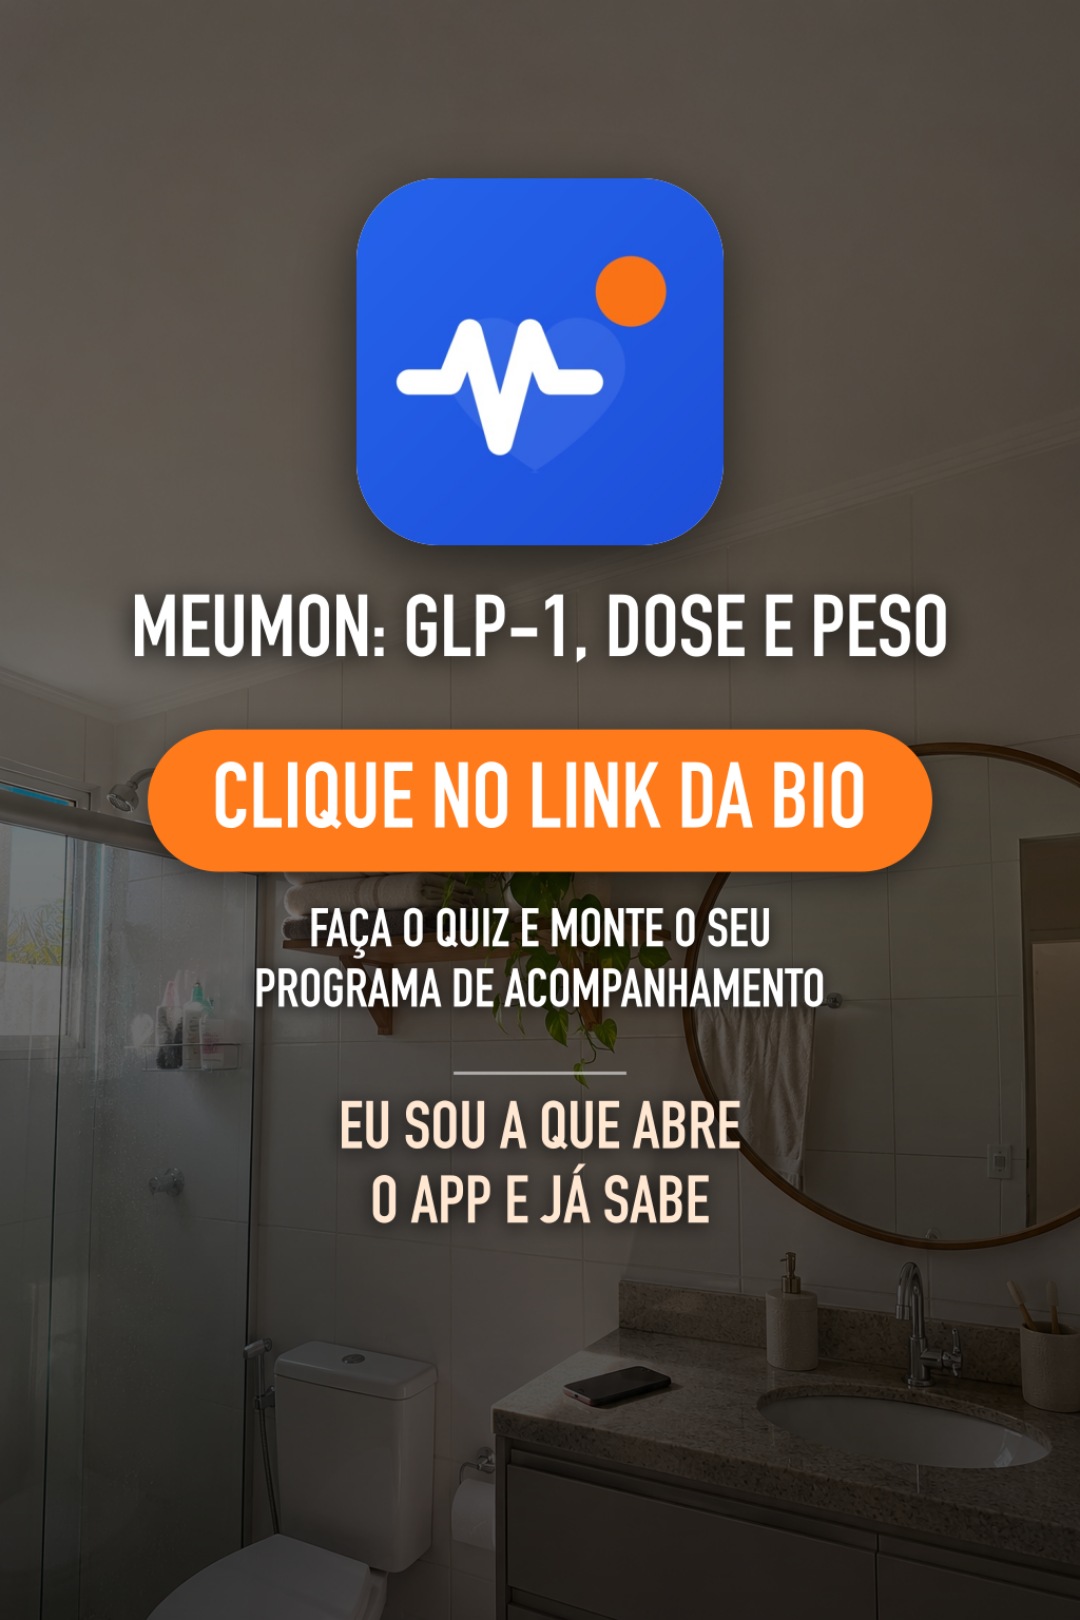 MEUMON: GLP-1, DOSE E PESO
CLIQUE NO LINK DA BIO
FAÇA O QUIZ E MONTE O SEU
PROGRAMA DE ACOMPANHAMENTO
EU SOU A QUE ABRE
O APP E JÁ SABE